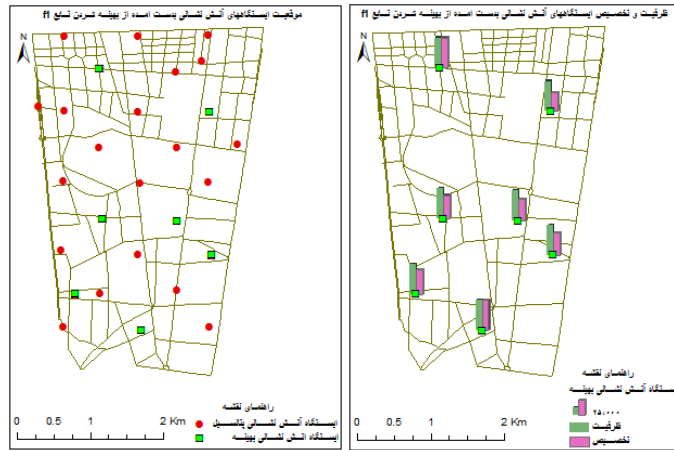 موقعیت ایستگاههای آتش نشانی بدست آمده از بهینه کردن تابع f1
N
راهنمای نقشه
ایستگاه آتش نشانی پتانسیل
ایستگاه آتش نشانی بهینه
0 0.5 1 2 Km
ظرفیت و تخصیص ایستگاههای آتش نشانی بدست آمده از بهینه کردن تابع f1
N
راهنمای نقشه
ستگاه آتش نشانی بهینه
۲۵،۰۰۰
ظرفیت
تخصیص
0 0.5 1 2 Km